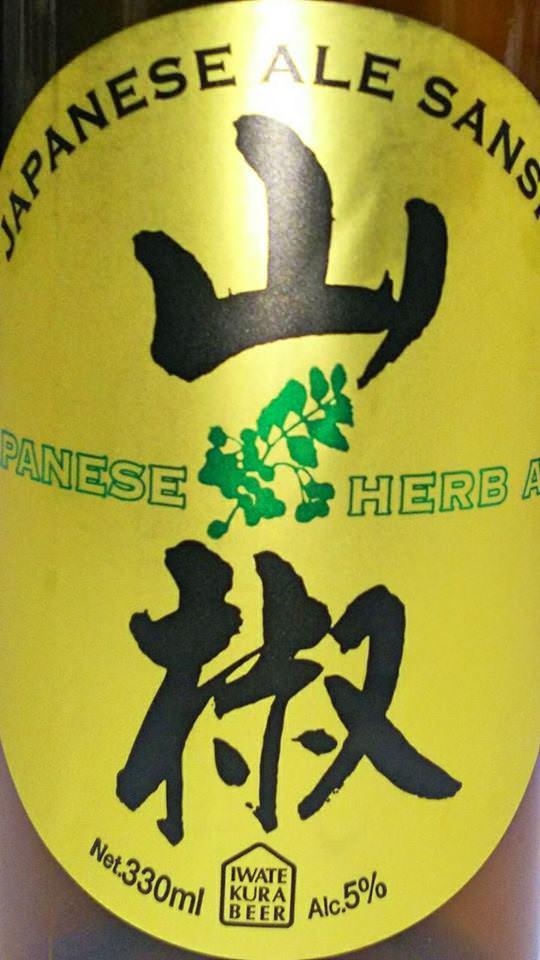 JAPANESE ALE SANS
山
PANESE HERB A
椒
Net.330ml
IWATE
KURA
BEER
Alc.5%